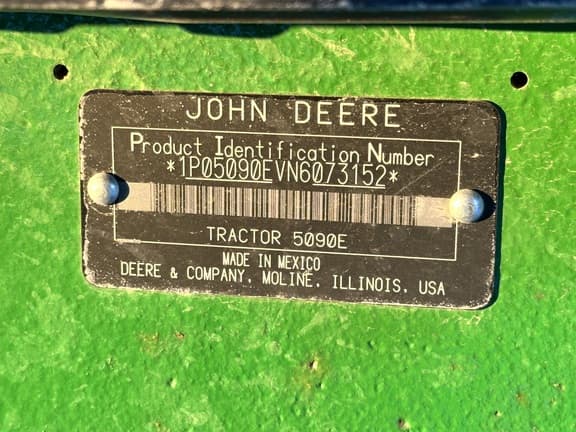 JOHN DEERE
Product Identification Number
*1P05090EVN6073152*
TRACTOR 5090E
MADE IN MEXICO
DEERE & COMPANY, MOLINE, ILLINOIS, USA